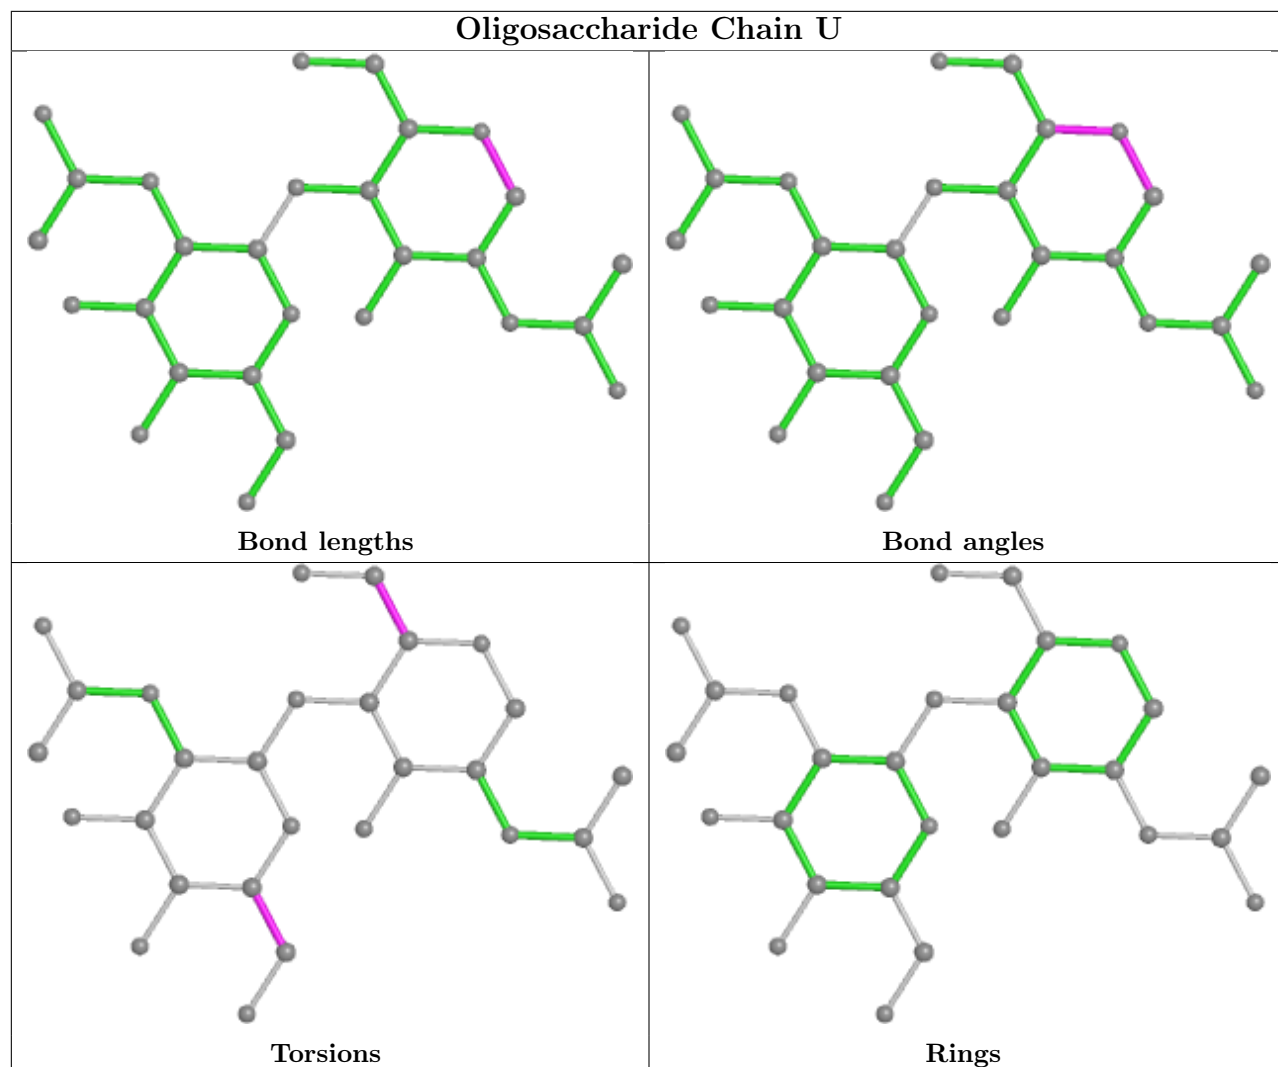 Oligosaccharide Chain U
Bond lengths
Bond angles
Torsions
Rings